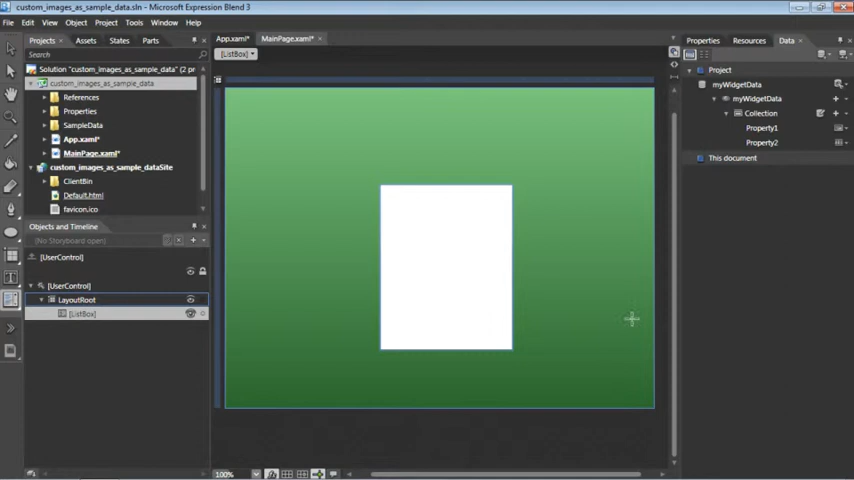 custom_images_as_sample_data.sln - Microsoft Expression Blend 3
File Edit View Object Project Tools Window Help
Projects Assets States Parts
App.xaml* MainPage.xaml*
Properties Resources Data
Search
[ListBox]
Solution "custom_images_as_sample_data" (2 pr
custom_images_as_sample_data
References
Properties
SampleData
App.xaml*
MainPage.xaml*
custom_images_as_sample_dataSite
ClientBin
Default.html
favicon.ico
Project
myWidgetData
myWidgetData
Collection
Property1
Property2
This document
Objects and Timeline
(No Storyboard open)
[UserControl]
[UserControl]
LayoutRoot
[ListBox]
100%